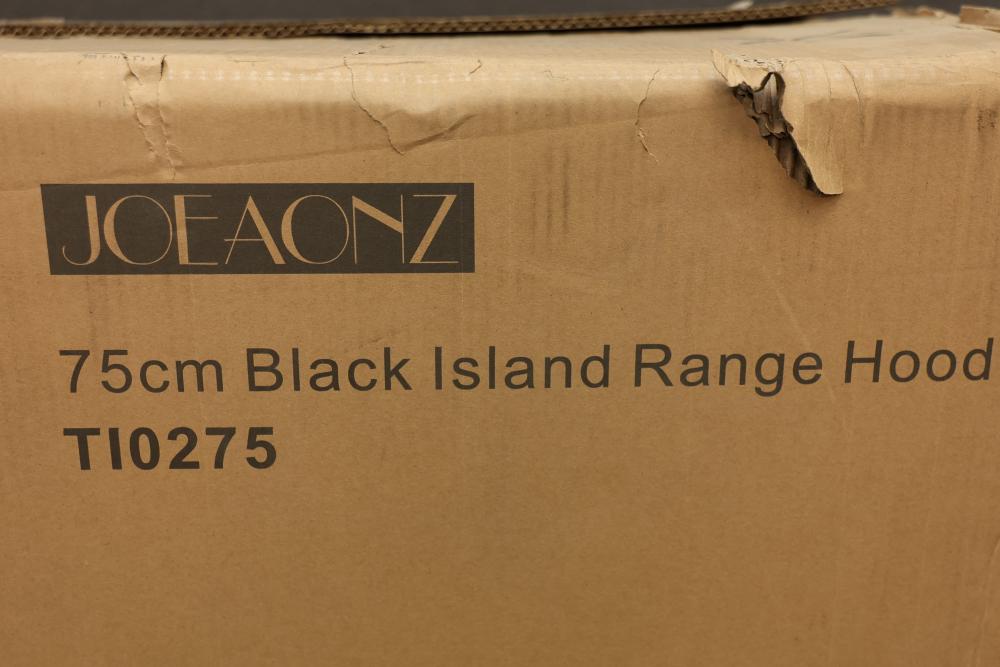 JOEAONZ
75cm Black Island Range Hood
TI0275